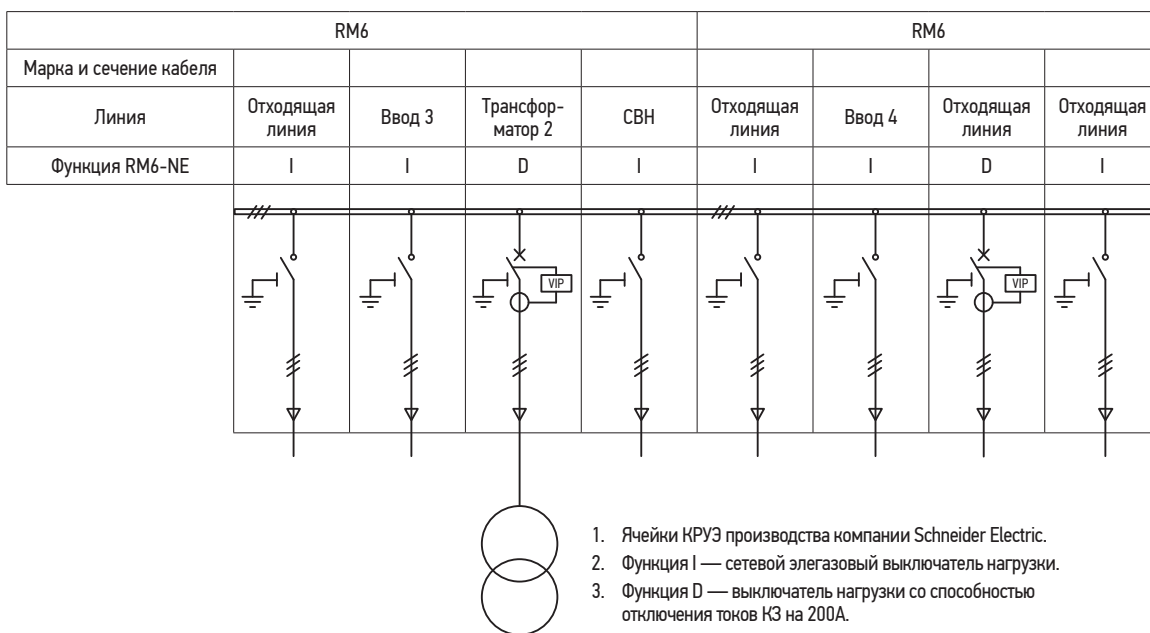 RM6 RM6
Марка и сечение кабеля
Линия Отходящая линия Ввод 3 Трансфор-матор 2 СВН Отходящая линия Ввод 4 Отходящая линия Отходящая линия
Функция RM6-NE I I D I I I D I
VIP VIP
1. Ячейки КРУЭ производства компании Schneider Electric.
2. Функция I — сетевой элегазовый выключатель нагрузки.
3. Функция D — выключатель нагрузки со способностью
отключения токов КЗ на 200А.